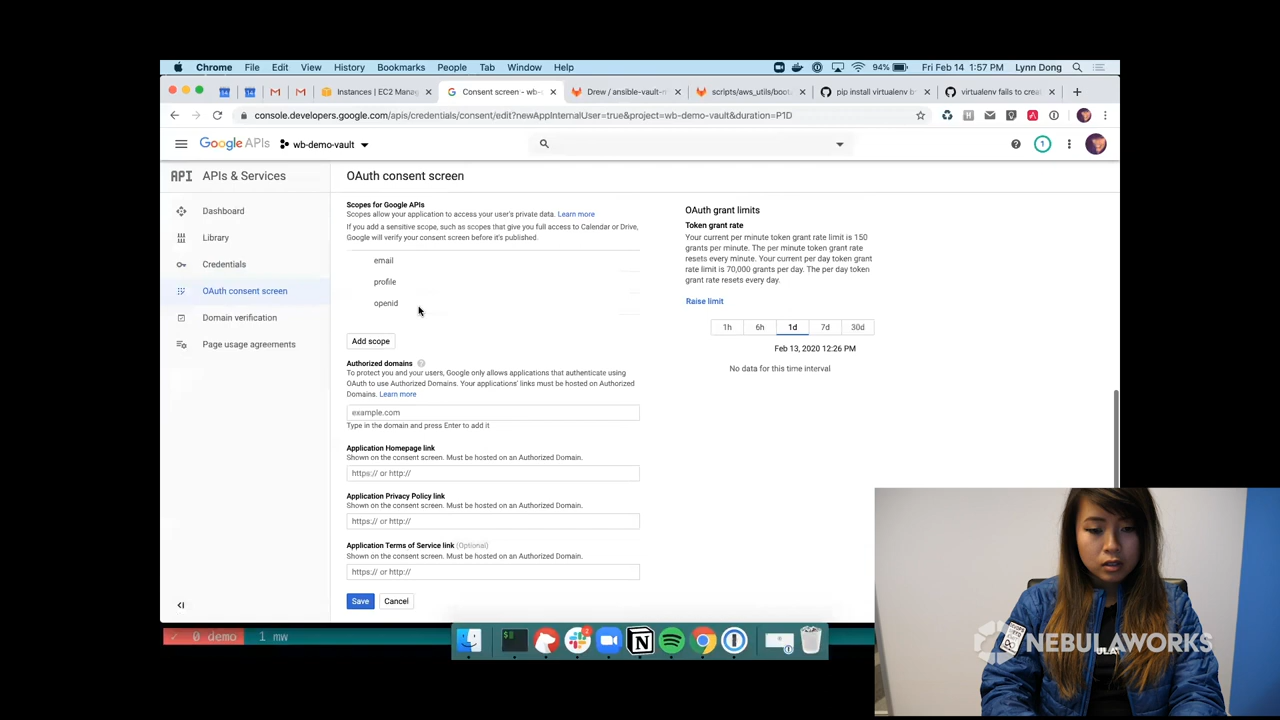 Chrome File Edit View History Bookmarks People Tab Window Help 94% Fri Feb 14 1:57 PM Lynn Dong
Instances | EC2 Manag
Consent screen - wb-s
Drew / ansible-vault-n
scripts/aws_utils/boot
pip install virtualenv b
virtualenv fails to crea
console.developers.google.com/apis/credentials/consent/edit?newAppInternalUser=true&project=wb-demo-vault&duration=P1D
Google APIs
wb-demo-vault
1
API APIs & Services
Dashboard
Library
Credentials
OAuth consent screen
Domain verification
Page usage agreements
OAuth consent screen
Scopes for Google APIs
Scopes allow your application to access your user's private data. Learn more
If you add a sensitive scope, such as scopes that give you full access to Calendar or Drive,
Google will verify your consent screen before it's published.
email
profile
openid
Add scope
Authorized domains
To protect you and your users, Google only allows applications that authenticate using
OAuth to use Authorized Domains. Your applications' links must be hosted on Authorized
Domains. Learn more
example.com
Type in the domain and press Enter to add it
Application Homepage link
Shown on the consent screen. Must be hosted on an Authorized Domain.
https:// or http://
Application Privacy Policy link
Shown on the consent screen. Must be hosted on an Authorized Domain.
https:// or http://
Application Terms of Service link (Optional)
Shown on the consent screen. Must be hosted on an Authorized Domain.
https:// or http://
Save Cancel
OAuth grant limits
Token grant rate
Your current per minute token grant rate limit is 150
grants per minute. The per minute token grant rate
resets every minute. Your current per day token grant
rate limit is 70,000 grants per day. The per day token
grant rate resets every day.
Raise limit
1h 6h 1d 7d 30d
Feb 13, 2020 12:26 PM
No data for this time interval
0 demo 1 mw
NEBULAWORKS